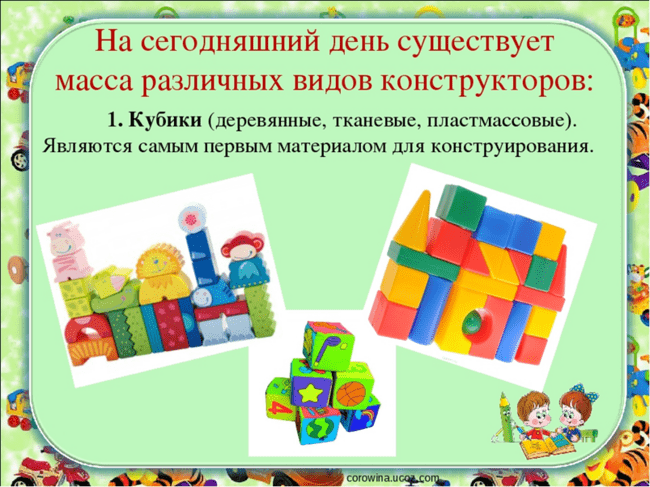 На сегодняшний день существует
масса различных видов конструкторов:
1. Кубики (деревянные, тканевые, пластмассовые).
Являются самым первым материалом для конструирования.
4
corowina.ucoz.com